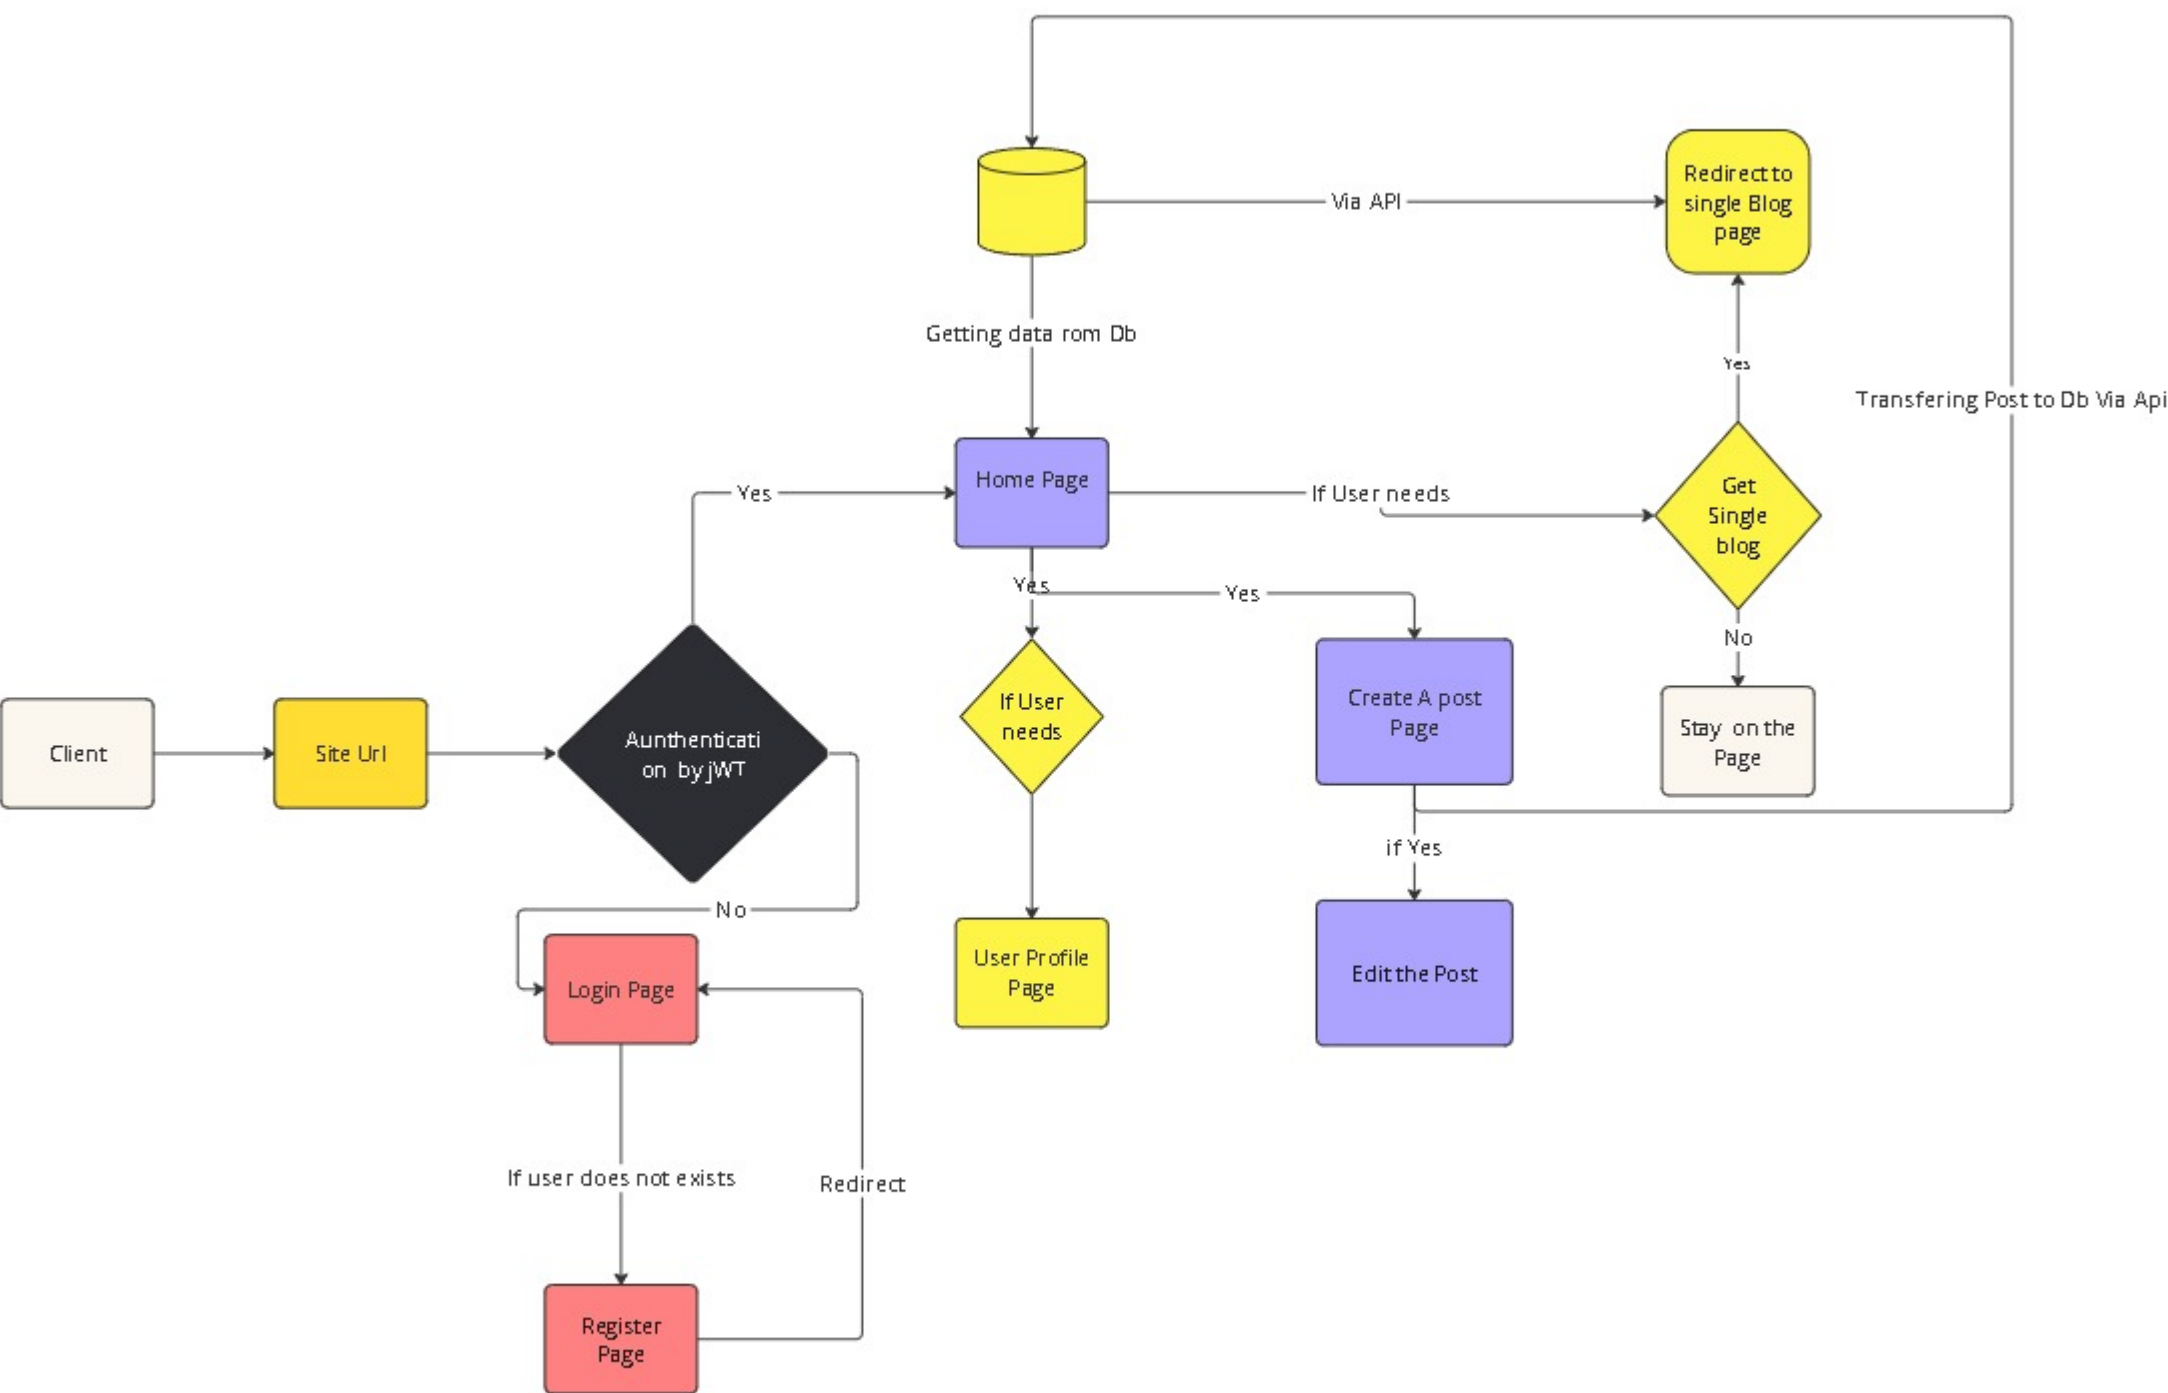 Via API
Redirect to
single Blog
page
Getting data rom Db
Yes
Transfering Post to Db Via Api
Home Page
Yes
If User needs
Get
Single
blog
Yes
Yes
No
If User
needs
Create A post
Page
Stay on the
Page
Client
Site Url
Aunthenticati
on by jWT
if Yes
No
User Profile
Page
Edit the Post
Login Page
If user does not exists
Redirect
Register
Page